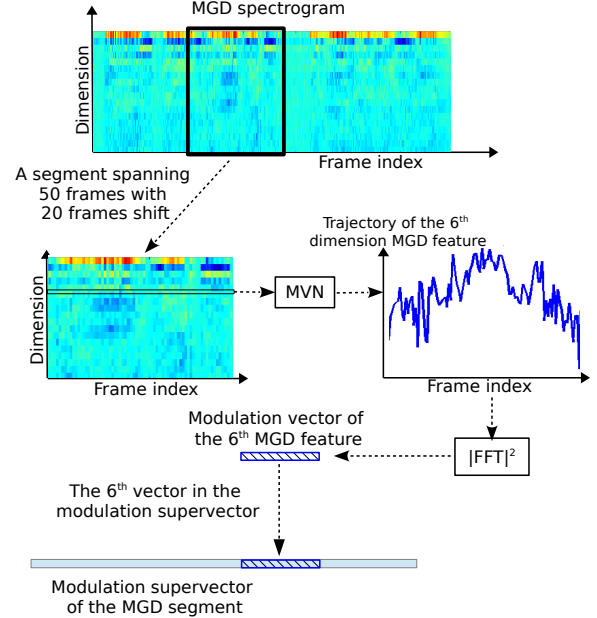 MGD spectrogram
Dimension
Frame index
A segment spanning
50 frames with
20 frames shift
Trajectory of the 6th
dimension MGD feature
Dimension
MVN
Frame index
Frame index
Modulation vector of
the 6th MGD feature
|FFT|²
The 6th vector in the
modulation supervector
Modulation supervector
of the MGD segment